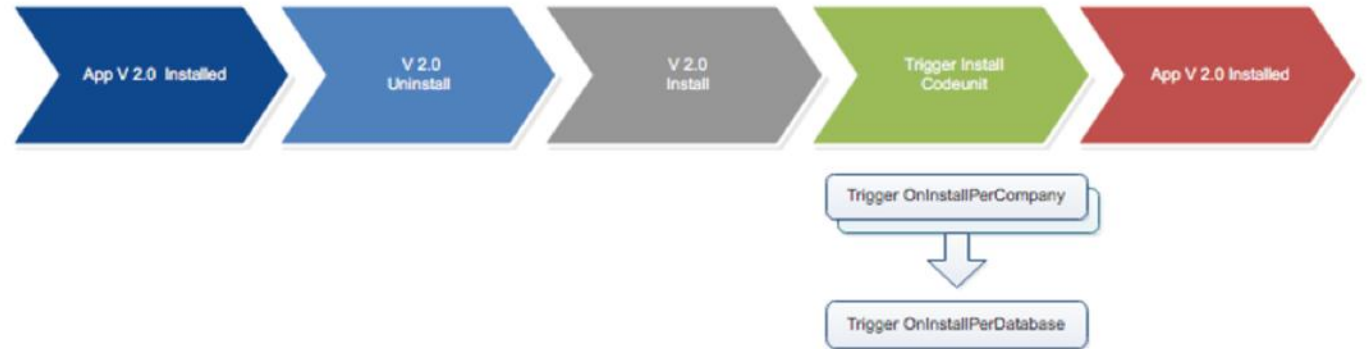 App V 2.0 Installed
V 2.0
Uninstall
V 2.0
Install
Trigger Install
Codeunit
App V 2.0 Installed
Trigger OnInstallPerCompany
Trigger OnInstallPerDatabase